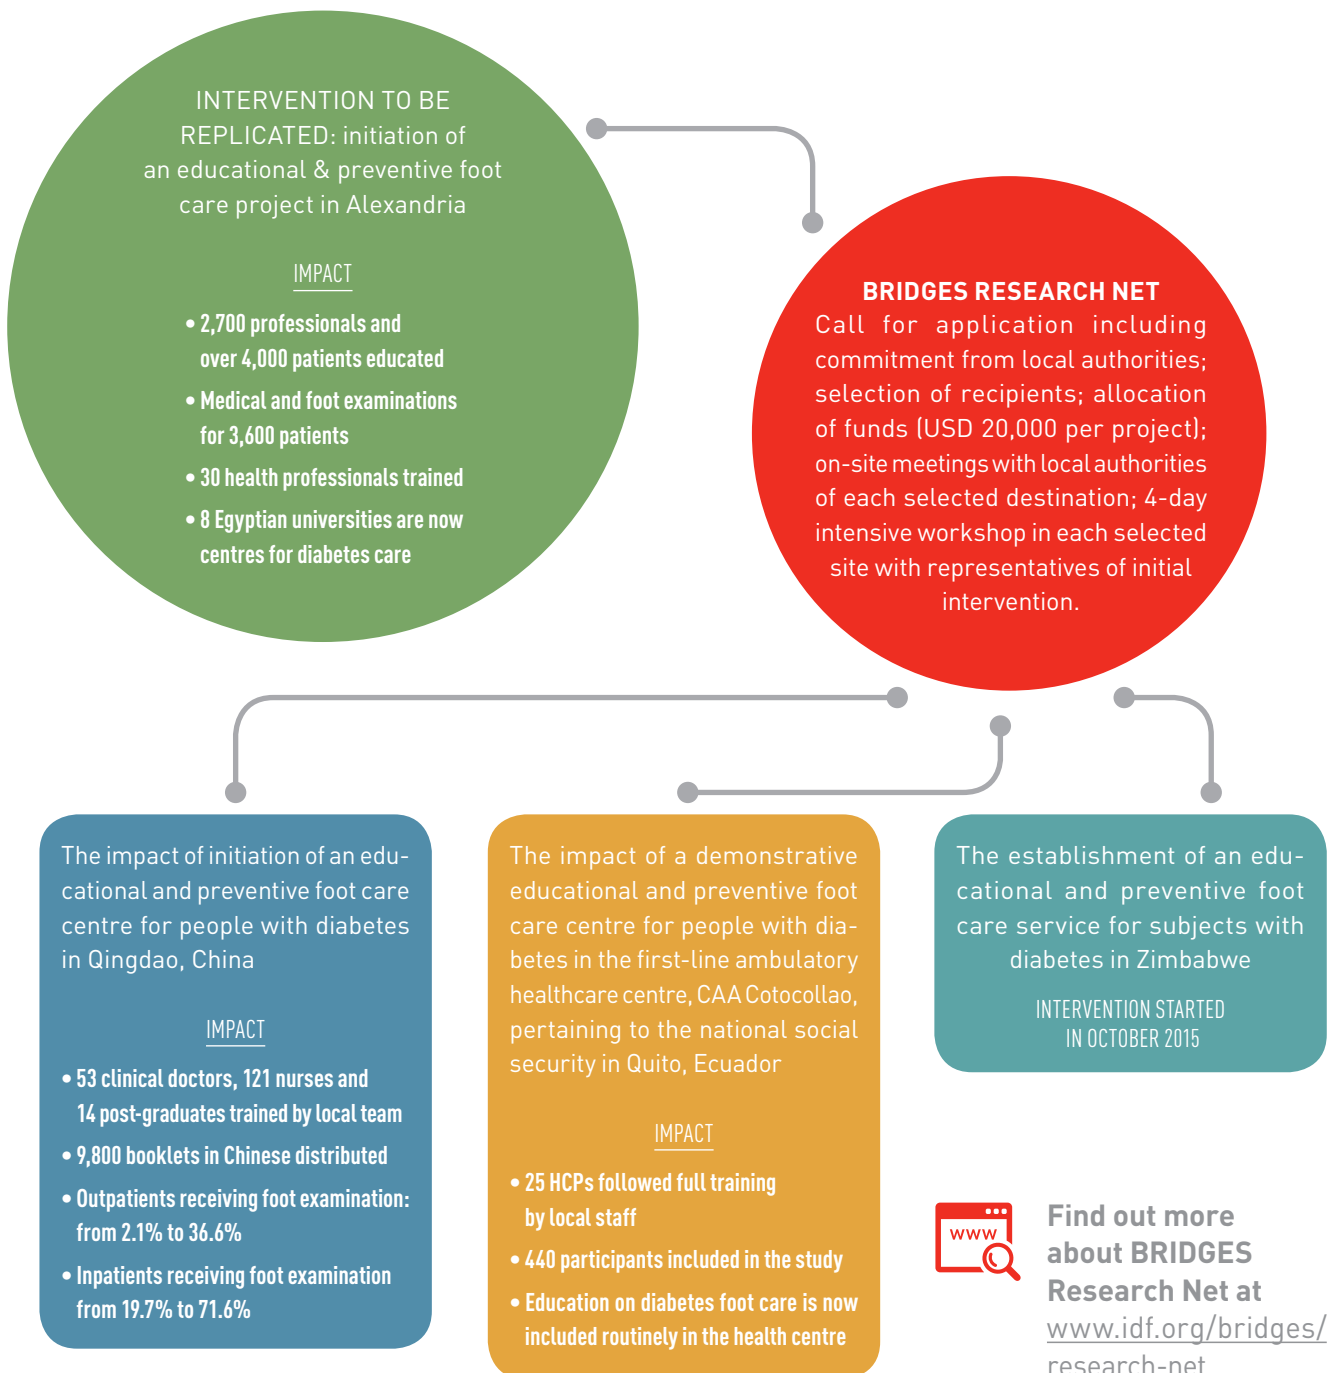 INTERVENTION TO BE
REPLICATED: initiation of
an educational & preventive foot
care project in Alexandria
IMPACT
• 2,700 professionals and
over 4,000 patients educated
• Medical and foot examinations
for 3,600 patients
• 30 health professionals trained
• 8 Egyptian universities are now
centres for diabetes care
BRIDGES RESEARCH NET
Call for application including
commitment from local authorities;
selection of recipients; allocation
of funds (USD 20,000 per project);
on-site meetings with local authorities
of each selected destination; 4-day
intensive workshop in each selected
site with representatives of initial
intervention.
The impact of initiation of an edu-
cational and preventive foot care
centre for people with diabetes
in Qingdao, China
IMPACT
• 53 clinical doctors, 121 nurses and
14 post-graduates trained by local team
• 9,800 booklets in Chinese distributed
• Outpatients receiving foot examination:
from 2.1% to 36.6%
• Inpatients receiving foot examination
from 19.7% to 71.6%
The impact of a demonstrative
educational and preventive foot
care centre for people with dia-
betes in the first-line ambulatory
healthcare centre, CAA Cotocollao,
pertaining to the national social
security in Quito, Ecuador
IMPACT
• 25 HCPs followed full training
by local staff
• 440 participants included in the study
• Education on diabetes foot care is now
included routinely in the health centre
The establishment of an edu-
cational and preventive foot
care service for subjects with
diabetes in Zimbabwe
INTERVENTION STARTED
IN OCTOBER 2015
WWW
Find out more
about BRIDGES
Research Net at
www.idf.org/bridges/
research-net